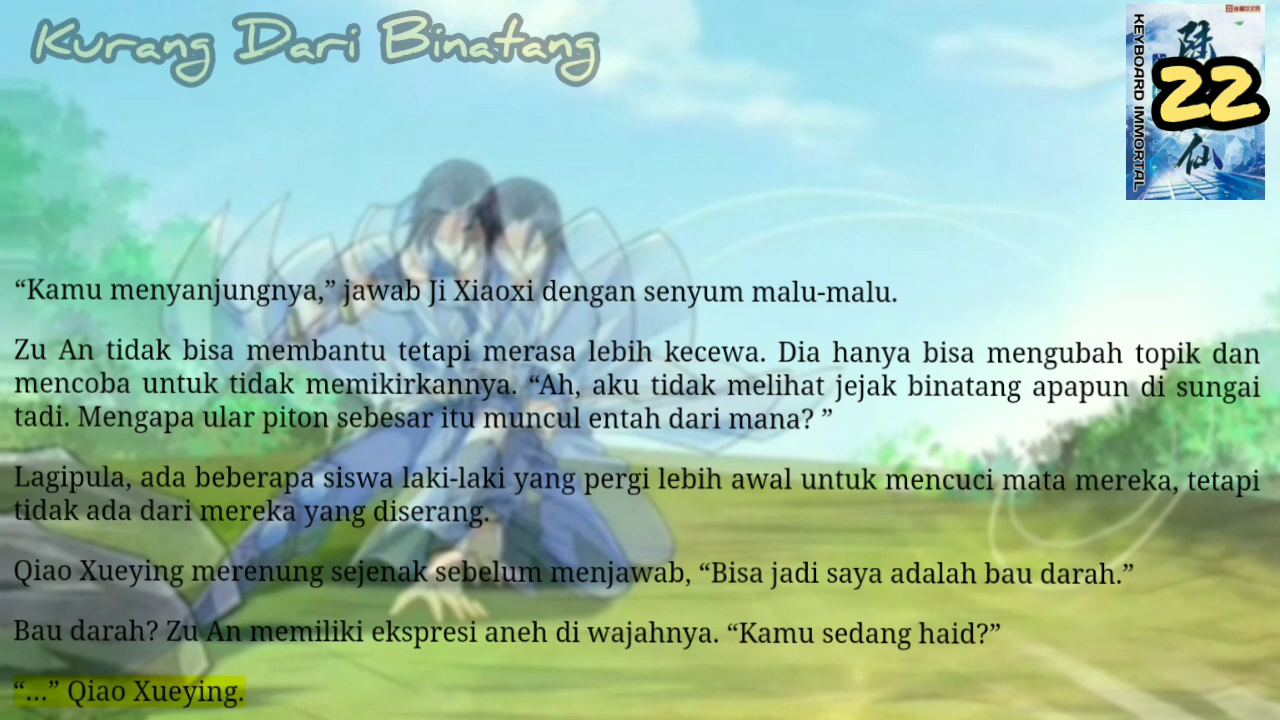 Kurang Dari Binatang
KEYBOARD IMMORTAL
陆
仙
22
“Kamu menyanjungnya,” jawab Ji Xiaoxi dengan senyum malu-malu.
Zu An tidak bisa membantu tetapi merasa lebih kecewa. Dia hanya bisa mengubah topik dan
mencoba untuk tidak memikirkannya. “Ah, aku tidak melihat jejak binatang apapun di sungai
tadi. Mengapa ular piton sebesar itu muncul entah dari mana? ”
Lagipula, ada beberapa siswa laki-laki yang pergi lebih awal untuk mencuci mata mereka, tetapi
tidak ada dari mereka yang diserang.
Qiao Xueying merenung sejenak sebelum menjawab, “Bisa jadi saya adalah bau darah.”
Bau darah? Zu An memiliki ekspresi aneh di wajahnya. “Kamu sedang haid?”
“…” Qiao Xueying.